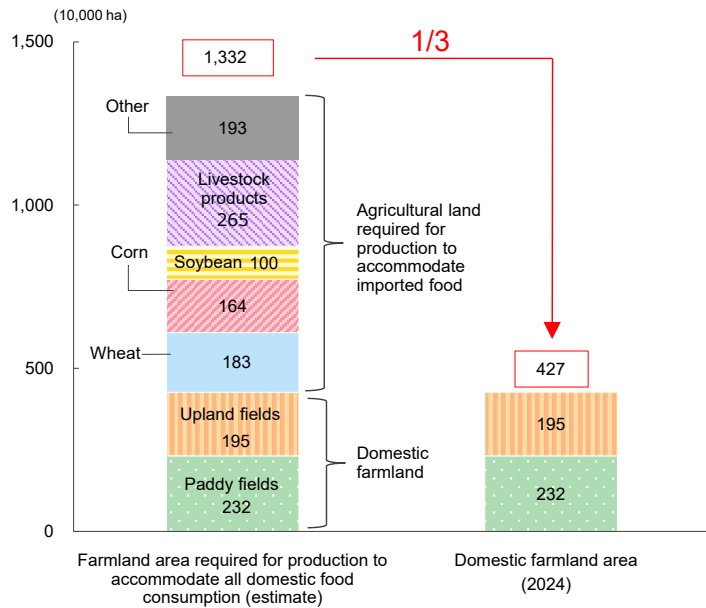 (10,000 ha)
1,500
1,000
500
0
1,332
1/3
Other
193
Livestock
products
265
Soybean 100
Corn
164
Wheat
183
Upland fields
195
Paddy fields
232
Agricultural land
required for
production to
accommodate
imported food
Domestic
farmland
427
195
232
Farmland area required for production to
accommodate all domestic food
consumption (estimate)
Domestic farmland area
(2024)